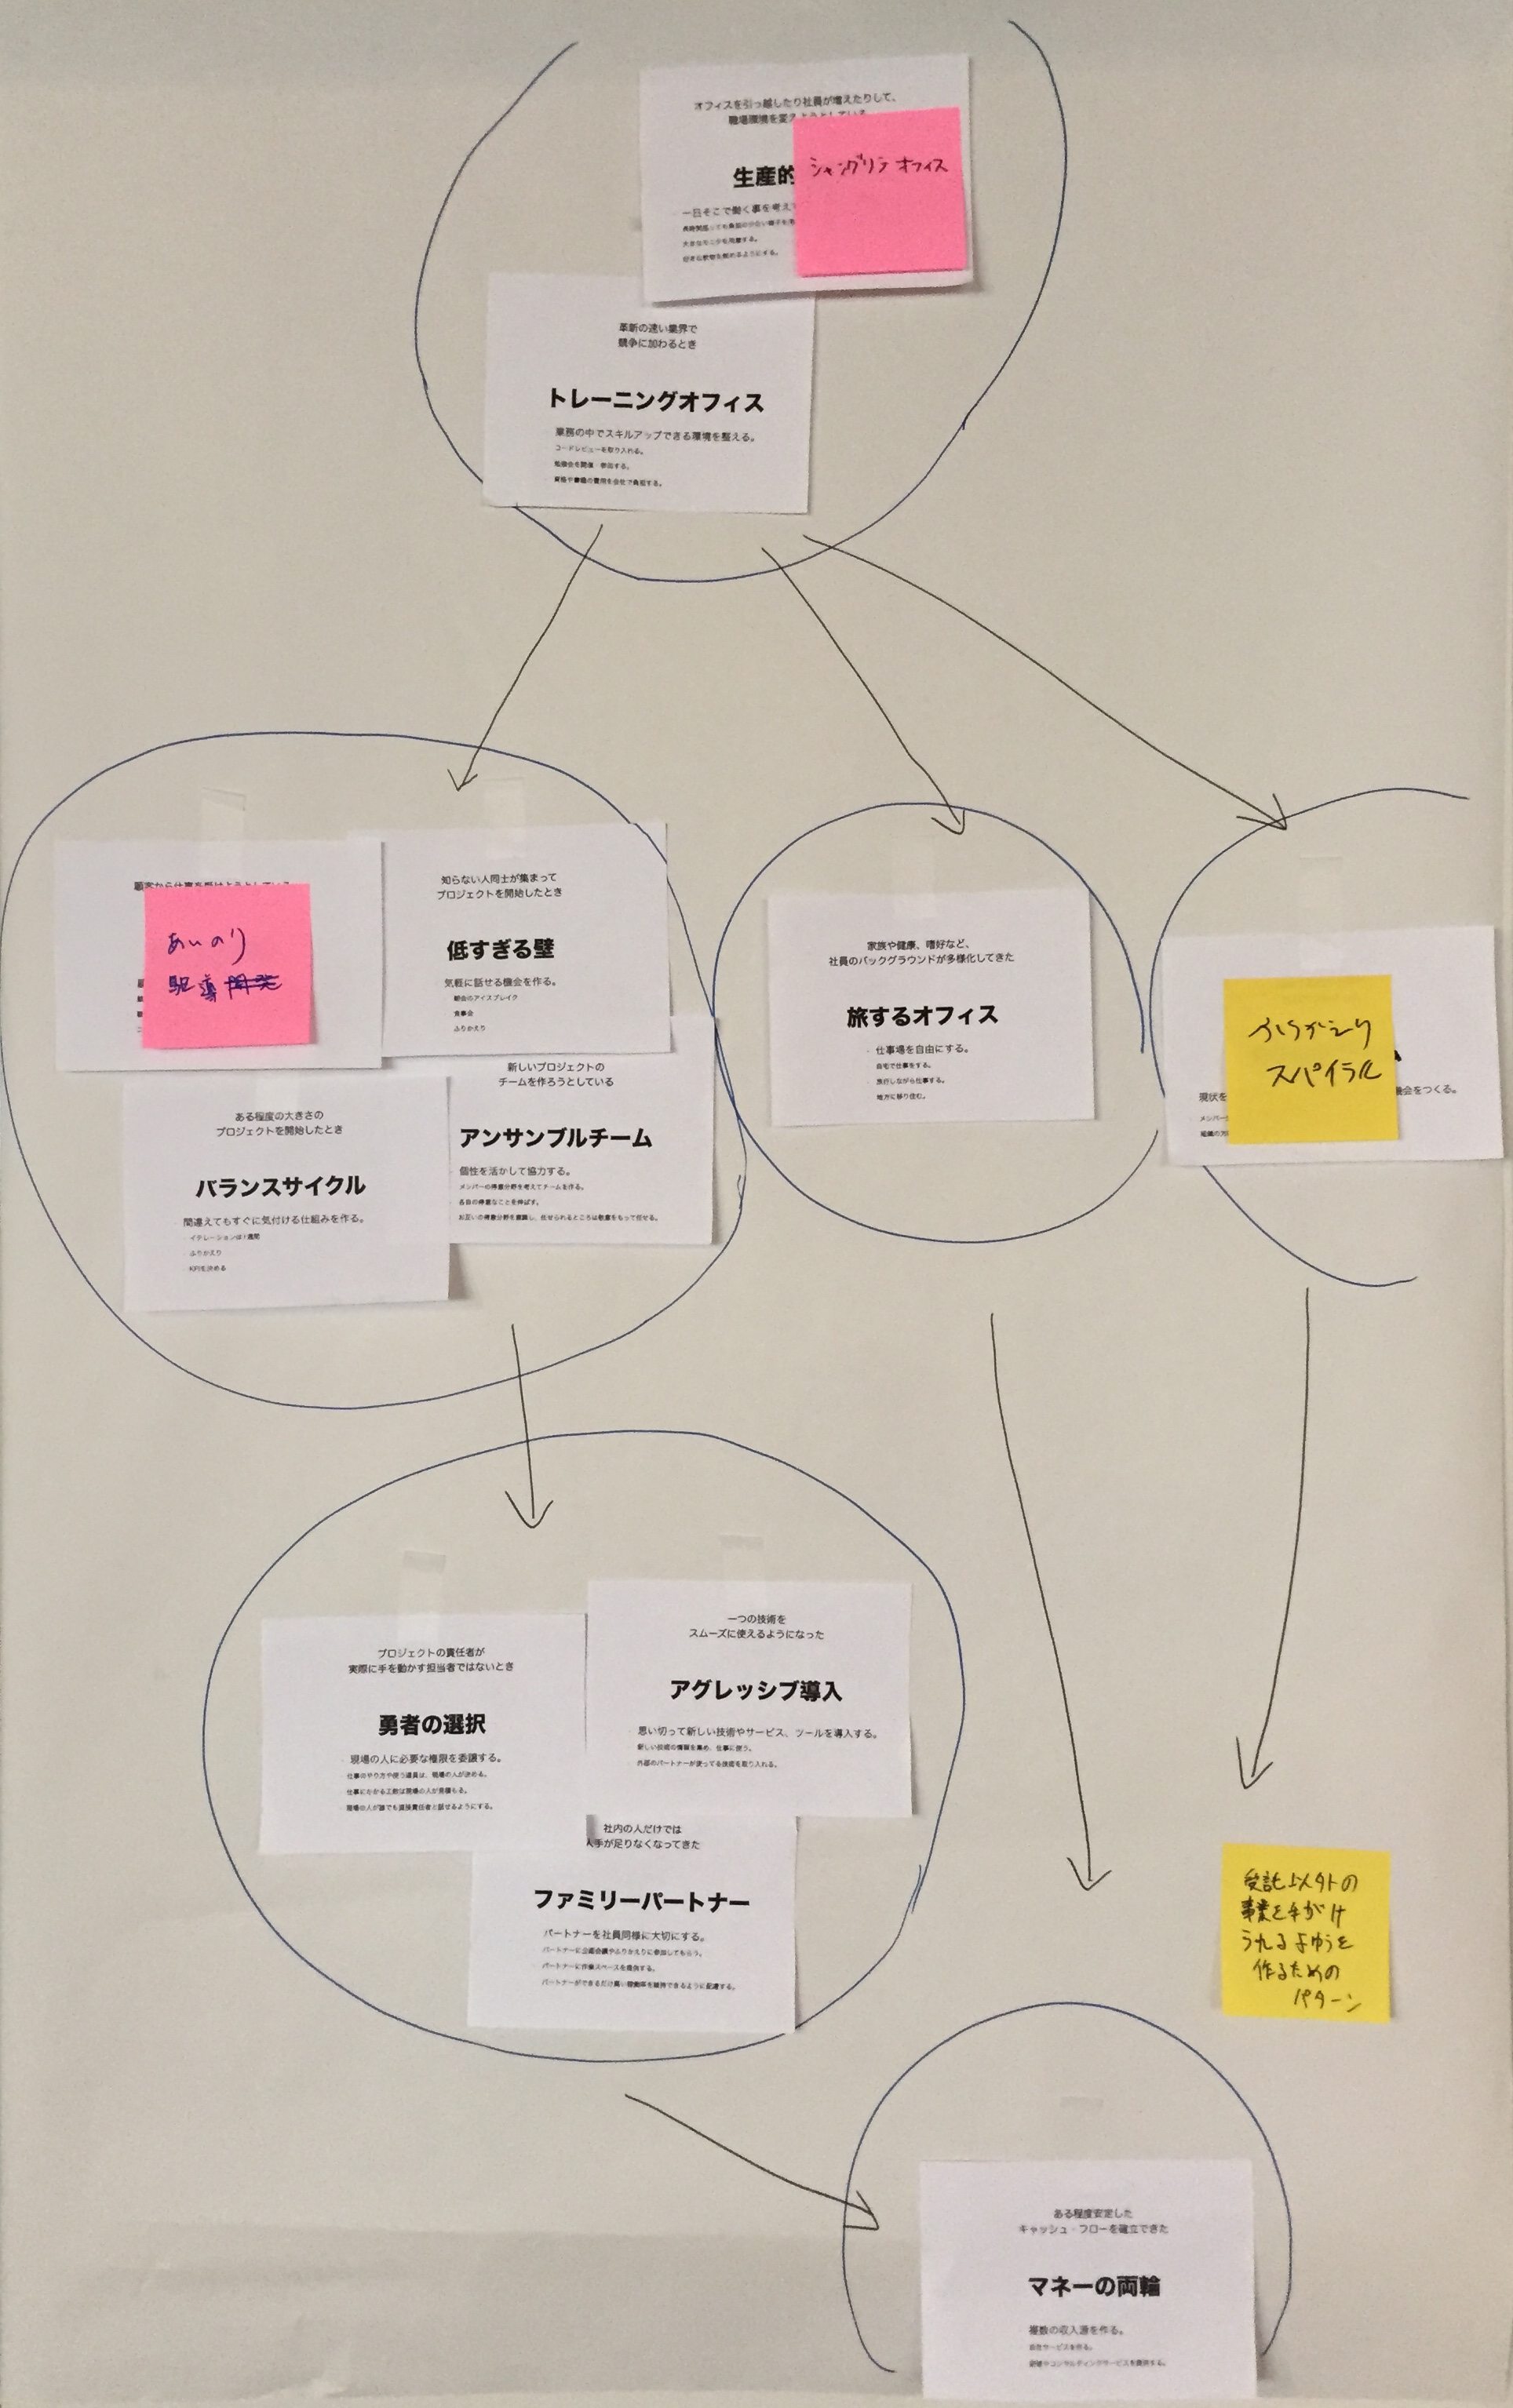 オフィスを引っ越したり社員が増えたりして、
職場環境を変えようとしている
生産的
シャングリラ オフィス
一日そこで働く事を考え
大きなモニタを用意する。
革新の速い業界で
競争に加わるとき
トレーニングオフィス
業務の中でスキルアップできる環境を整える。
コードレビューを取り入れる。
勉強会を開催・参加する。
資格や書籍の費用を会社で負担する。
顧客から仕事を受けようとしている
あいのり
駆導
知らない人同士が集まって
プロジェクトを開始したとき
低すぎる壁
気軽に話せる機会を作る。
朝会のアイスブレイク
食事会
ふりかえり
ある程度の大きさの
プロジェクトを開始したとき
バランスサイクル
間違えてもすぐに気付ける仕組みを作る。
イテレーションは1週間
ふりかえり
KPIを決める
新しいプロジェクトの
チームを作ろうとしている
アンサンブルチーム
個性を活かして協力する。
メンバーの得意分野を考えてチームを作る。
各自の得意なことを伸ばす。
お互いの得意分野を意識し、任せられるところは敬意をもって任せる。
家族や健康、嗜好など、
社員のバックグラウンドが多様化してきた
旅するオフィス
仕事場を自由にする。
自宅で仕事をする。
旅行しながら仕事する。
地方に移り住む。
ふりかえり
スパイラル
現状を
機会をつくる。
メンバー
組織の方
プロジェクトの責任者が
実際に手を動かす担当者ではないとき
勇者の選択
現場の人に必要な権限を委譲する。
仕事のやり方や使う道具は、現場の人が決める。
仕事にかかる工数は現場の人が見積もる。
現場の人が誰でも直接責任者と話せるようにする。
一つの技術を
スムーズに使えるようになった
アグレッシブ導入
思い切って新しい技術やサービス、ツールを導入する。
新しい技術の情報を集め、仕事に使う。
外部のパートナーが使ってる技術を取り入れる。
社内の人だけでは
人手が足りなくなってきた
ファミリーパートナー
パートナーを社員同様に大切にする。
パートナーに企画会議やふりかえりに参加してもらう。
パートナーに作業スペースを提供する。
パートナーができるだけ高い稼働率を維持できるように配慮する。
受託以外の
事業を手がけ
られるよゆうを
作るための
パターン
ある程度安定した
キャッシュ・フローを確立できた
マネーの両輪
複数の収入源を作る。
自社サービスを作る。
研修やコンサルティングサービスを提供する。